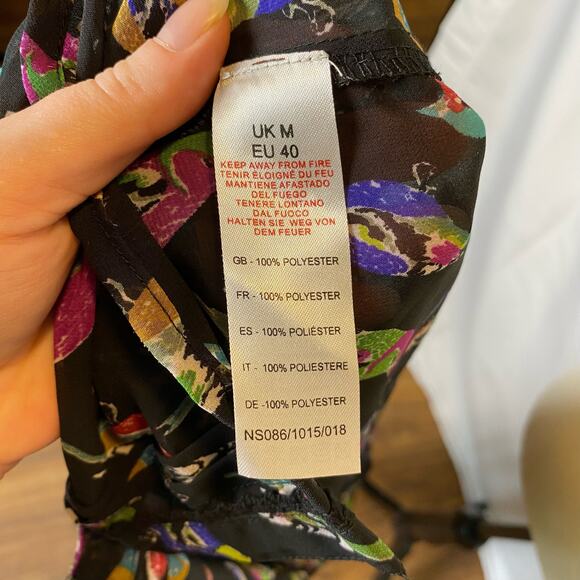 UK M
EU 40
KEEP AWAY FROM FIRE
TENIR ÉLOIGNÉ DU FEU
MANTIENE AFASTADO
DEL FUEGO
TENERE LONTANO
DAL FUOCO
HALTEN SIE WEG VON
DEM FEUER
GB - 100% POLYESTER
FR - 100% POLYESTER
ES - 100% POLIÉSTER
IT - 100% POLIESTERE
DE -100% POLYESTER
NS086/1015/018